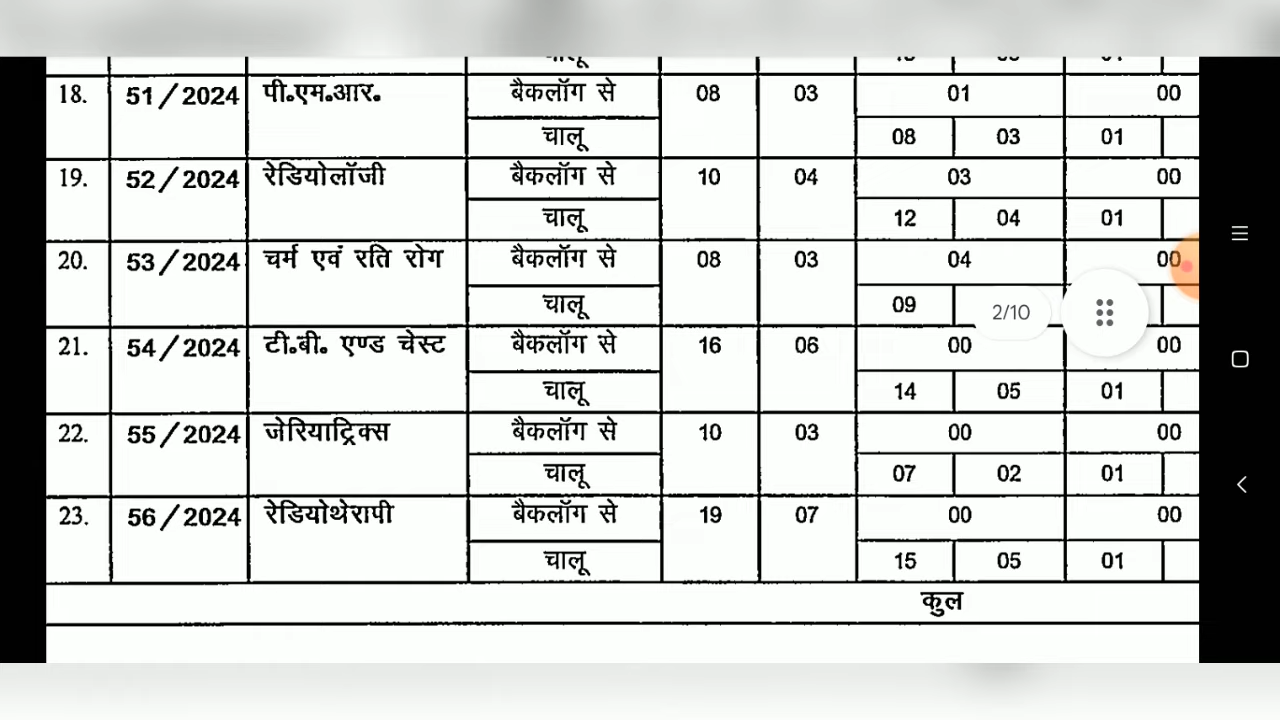 18. 51/2024 पी.एम.आर. बैकलॉग से 08 03 01 00
चालू 08 03 01
19. 52/2024 रेडियोलॉजी बैकलॉग से 10 04 03 00
चालू 12 04 01
20. 53/2024 चर्म एवं रति रोग बैकलॉग से 08 03 04 00
चालू 09
2/10
21. 54/2024 टी.बी. एण्ड चेस्ट बैकलॉग से 16 06 00 00
चालू 14 05 01
22. 55/2024 जेरियाट्रिक्स बैकलॉग से 10 03 00 00
चालू 07 02 01
23. 56/2024 रेडियोथेरापी बैकलॉग से 19 07 00 00
चालू 15 05 01
कुल